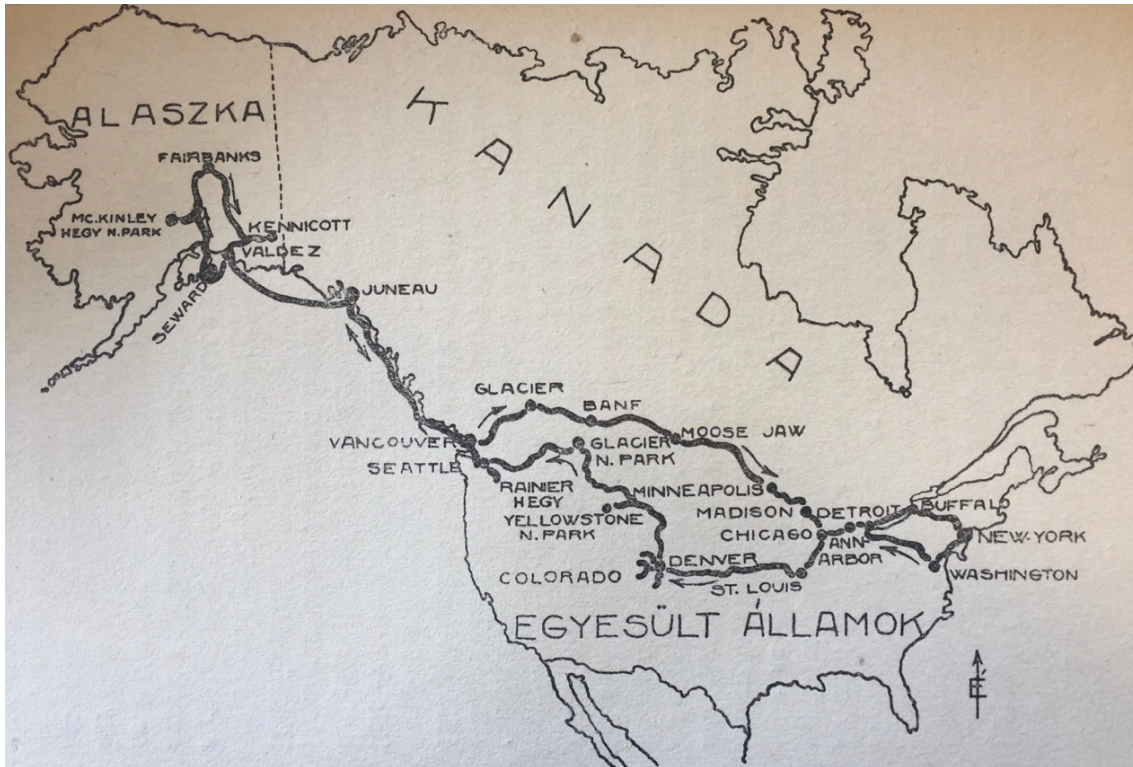 ALASZKA
KANADA
FAIRBANKS
MC.KINLEY
HEGY N.PARK
KENNICOTT
VALDEZ
SEWARD
JUNEAU
GLACIER
BANF
VANCOUVER
MOOSE JAW
GLACIER
N. PARK
SEATTLE
RAINIER
HEGY
MINNEAPOLIS
YELLOWSTONE
N. PARK
MADISON
DETROIT
BUFFALO
CHICAGO
ANN-
ARBOR
NEW-YORK
DENVER
COLORADO
ST. LOUIS
WASHINGTON
EGYESÜLT ÁLLAMOK
É